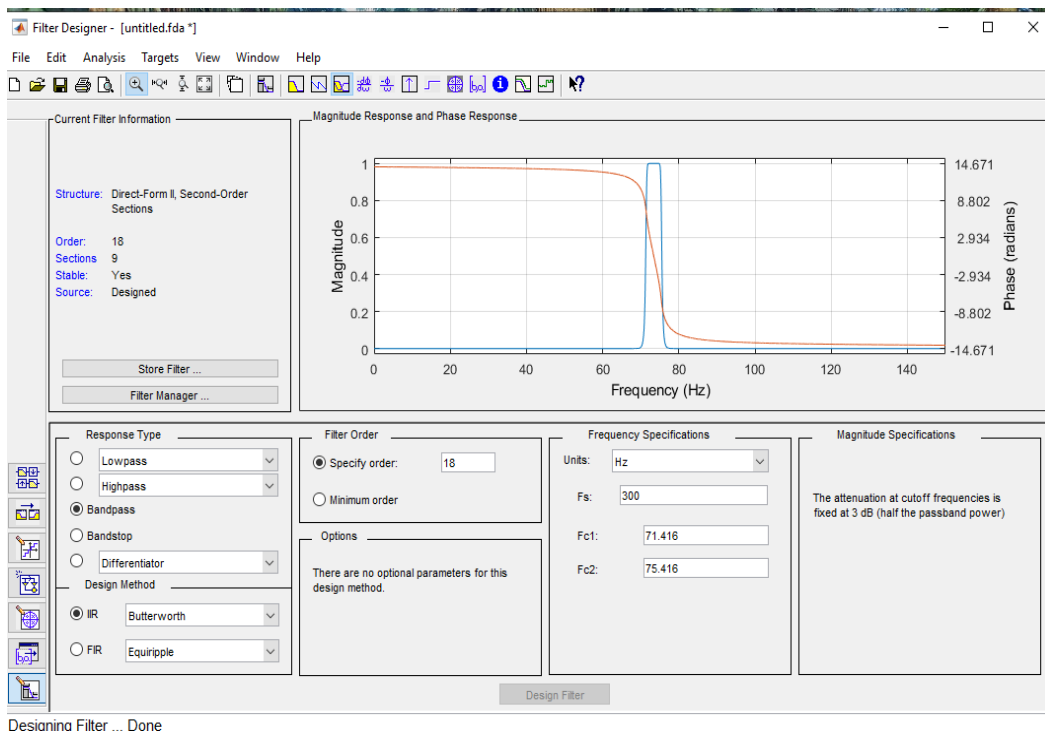 Filter Designer - [untitled.fda *]
File Edit Analysis Targets View Window Help
Current Filter Information
Structure: Direct-Form II, Second-Order
Sections
Order: 18
Sections 9
Stable: Yes
Source: Designed
Store Filter ...
Filter Manager ...
Magnitude Response and Phase Response
Magnitude
1
0.8
0.6
0.4
0.2
0
0 20 40 60 80 100 120 140
Frequency (Hz)
14.671
8.802
2.934
-2.934
-8.802
-14.671
Phase (radians)
Response Type
Lowpass
Highpass
Bandpass
Bandstop
Differentiator
Design Method
IIR Butterworth
FIR Equiripple
Filter Order
Specify order: 18
Minimum order
Options
There are no optional parameters for this
design method.
Frequency Specifications
Units: Hz
Fs: 300
Fc1: 71.416
Fc2: 75.416
Magnitude Specifications
The attenuation at cutoff frequencies is
fixed at 3 dB (half the passband power)
Design Filter
Designing Filter ... Done